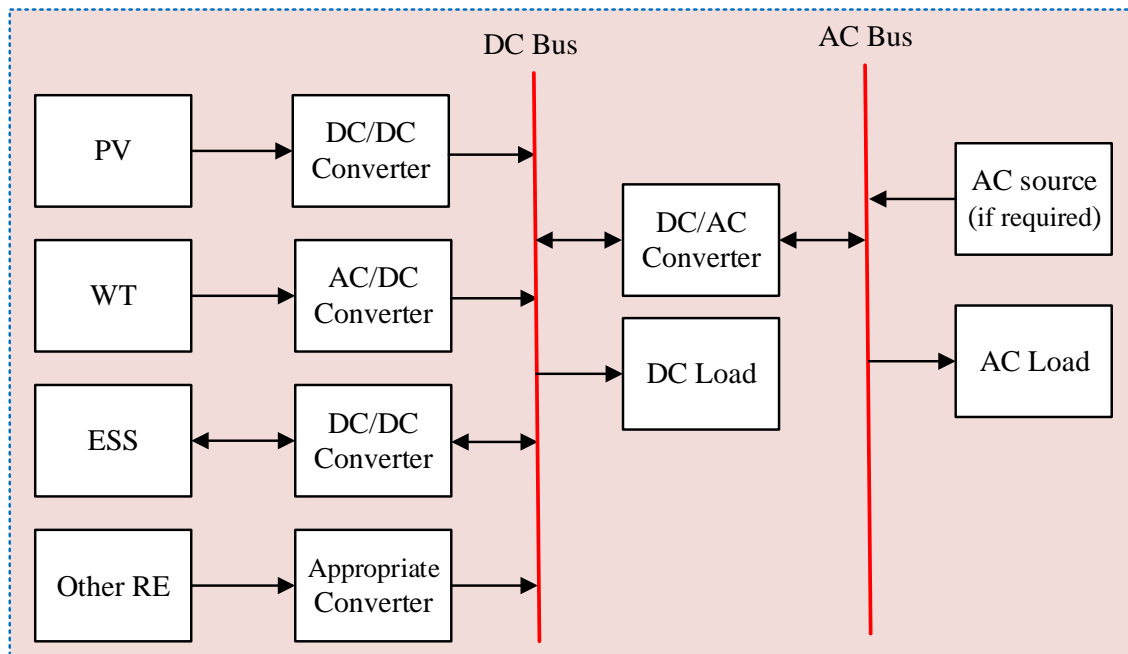 DC Bus
AC Bus
PV
DC/DC
Converter
WT
AC/DC
Converter
ESS
DC/DC
Converter
Other RE
Appropriate
Converter
DC/AC
Converter
DC Load
AC source
(if required)
AC Load